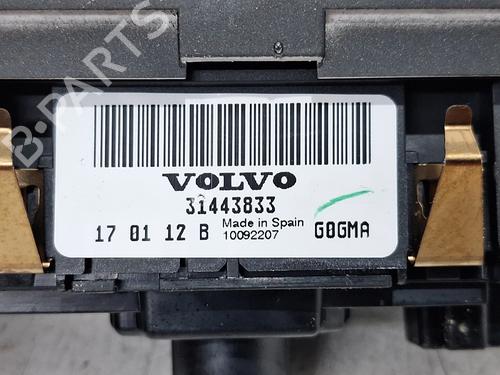 B-PARTS
VOLVO
31443833
Made in Spain
17 01 12 B 10092207 G0GMA